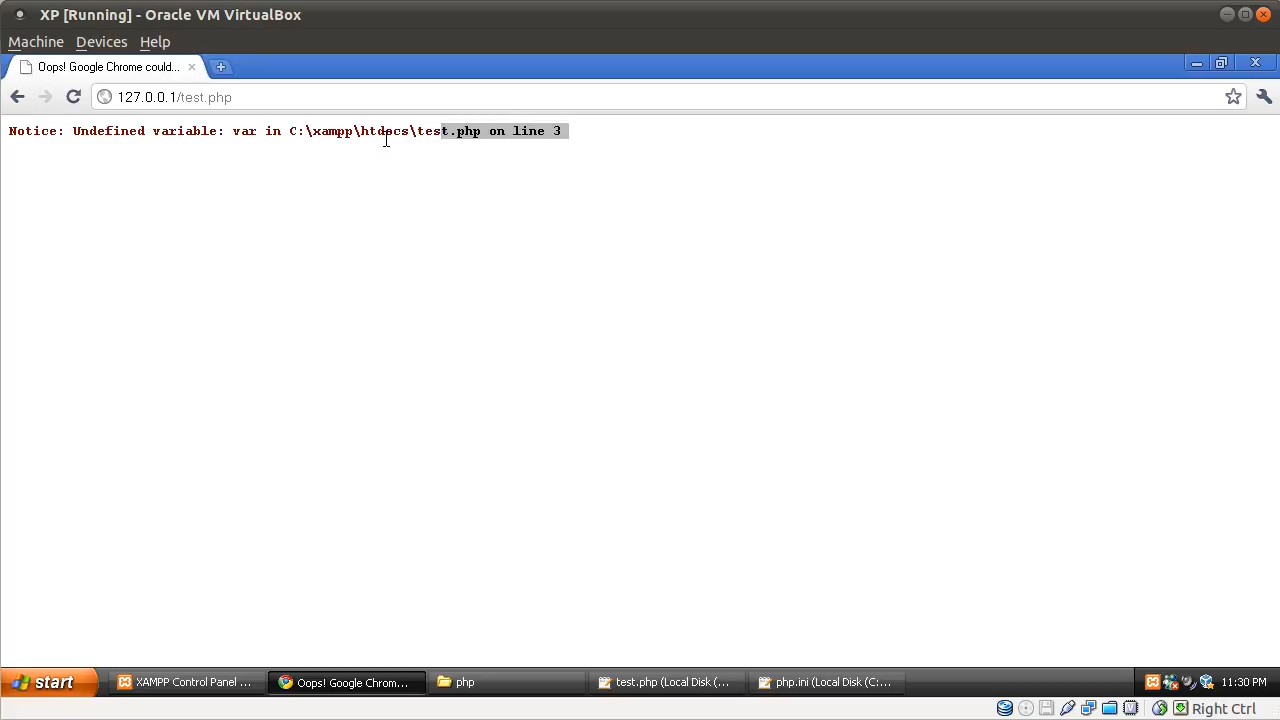 XP [Running] - Oracle VM VirtualBox
Machine Devices Help
Oops! Google Chrome could...
127.0.0.1/test.php
Notice: Undefined variable: var in C:\xampp\htdocs\test.php on line 3
start XAMPP Control Panel ... Oops! Google Chrom... php test.php (Local Disk (... php.ini (Local Disk (C:... 11:30 PM
Right Ctrl